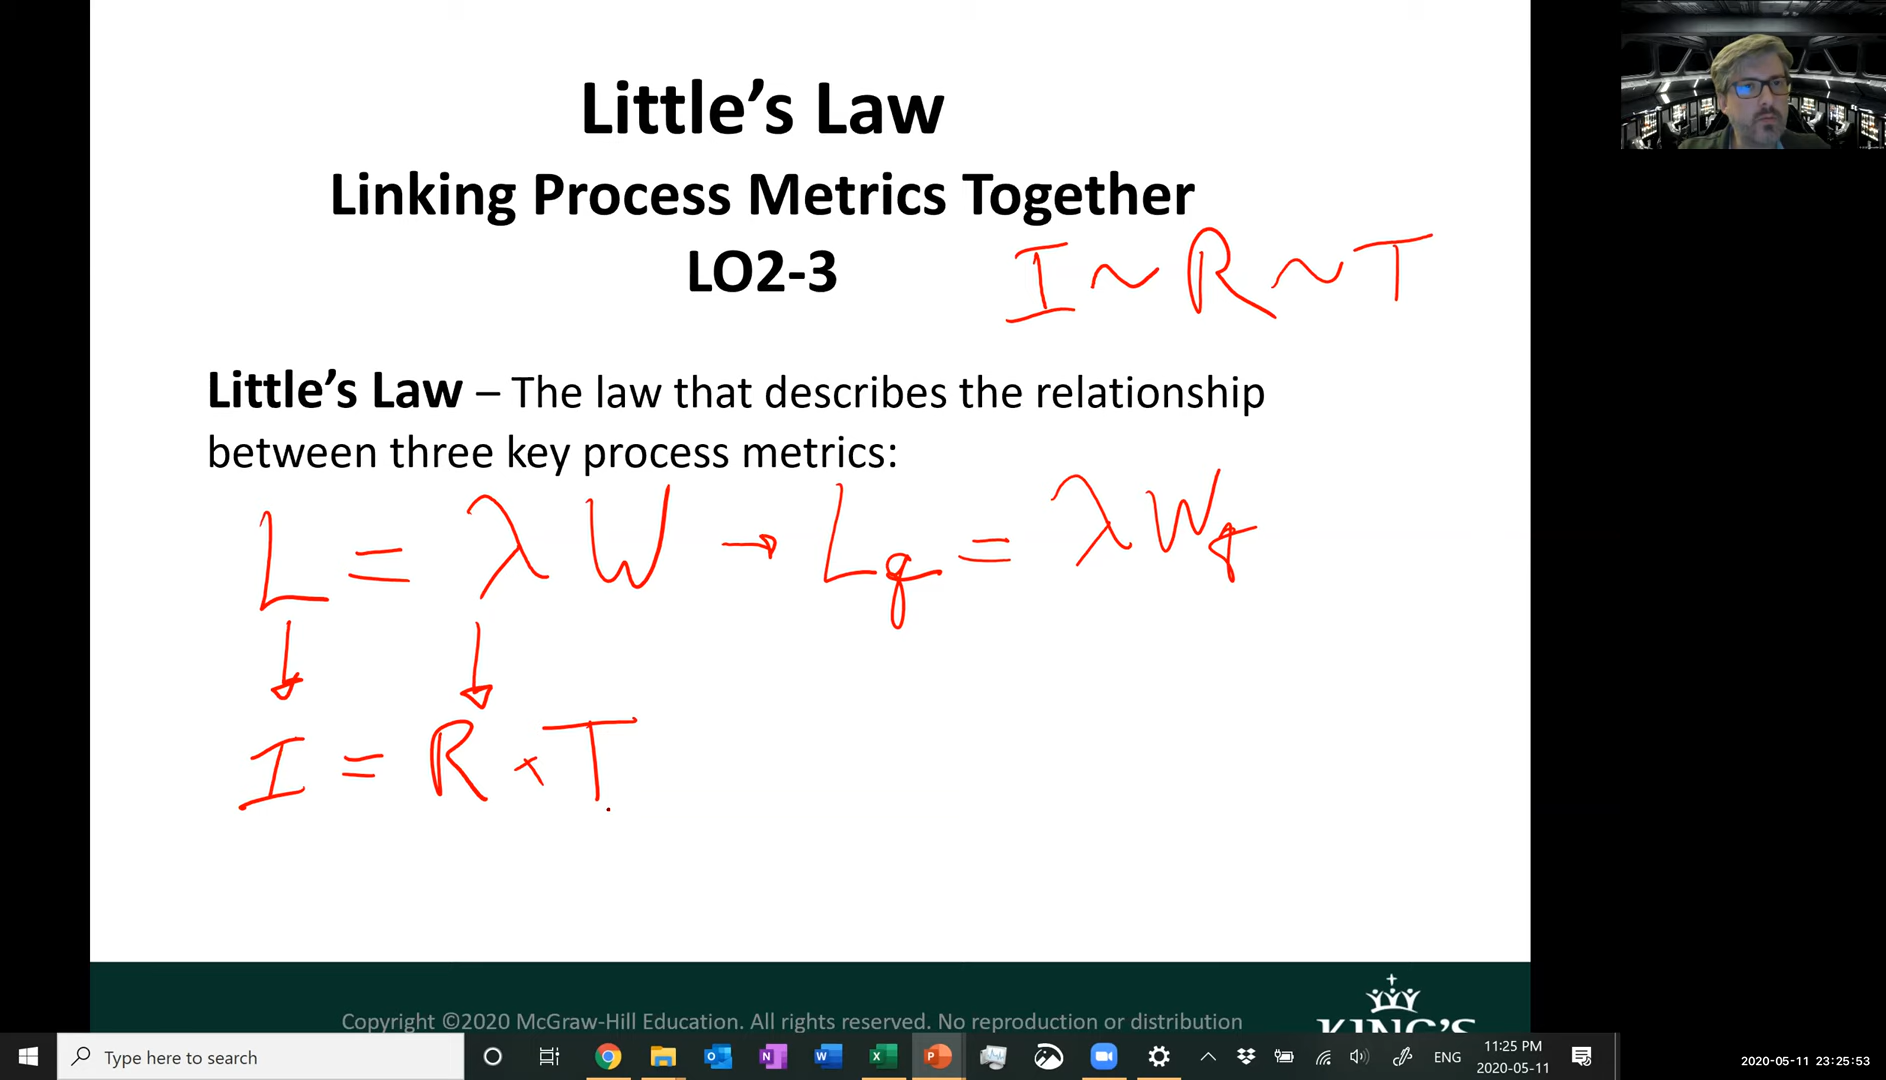 Little’s Law
Linking Process Metrics Together
LO2-3
I ~ R ~ T
Little’s Law – The law that describes the relationship
between three key process metrics:
L = λ W → Lq = λ Wq
I = R × T
Copyright ©2020 McGraw-Hill Education. All rights reserved. No reproduction or distribution
KING'S
Type here to search
ENG
11:25 PM
2020-05-11
2020-05-11 23:25:53